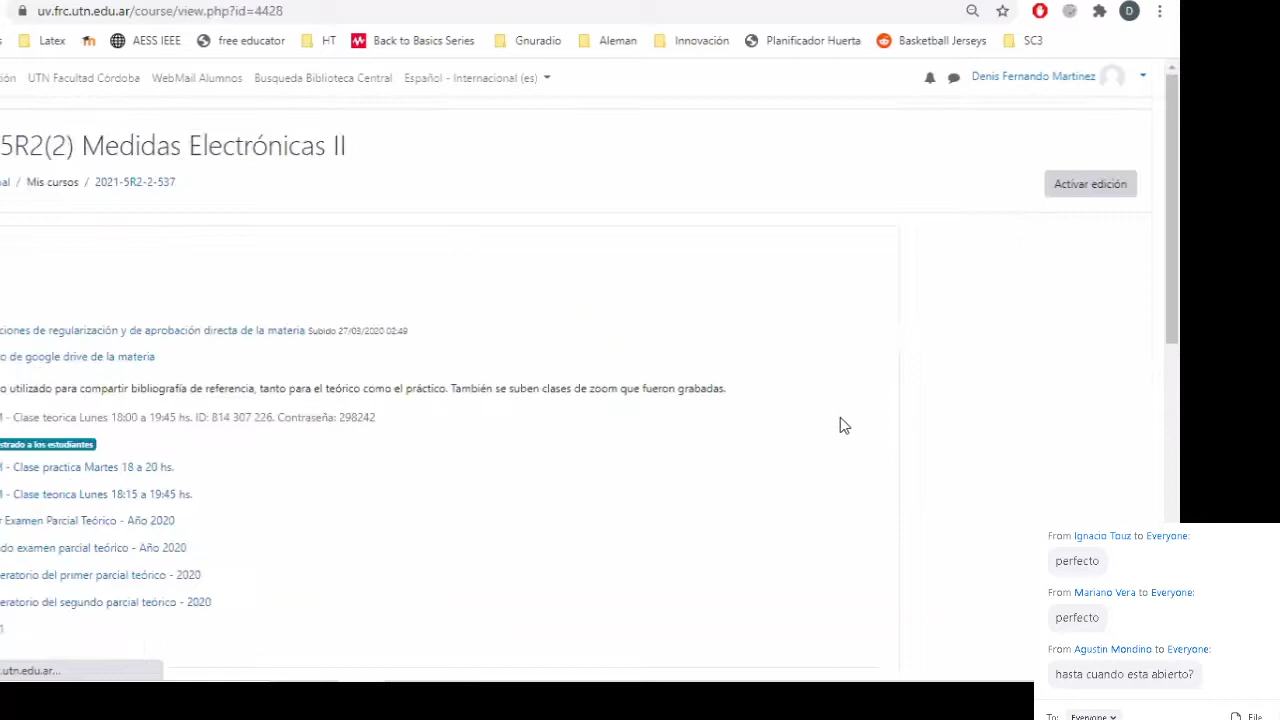 uv.frc.utn.edu.ar/course/view.php?id=4428
Latex AESS IEEE free educator HT Back to Basics Series Gnuradio Aleman Innovación Planificador Huerta Basketball Jerseys SC3
ión UTN Facultad Córdoba WebMail Alumnos Busqueda Biblioteca Central Español - Internacional (es) Denis Fernando Martinez
5R2(2) Medidas Electrónicas II
al / Mis cursos / 2021-5R2-2-537
Activar edición
ciones de regularización y de aprobación directa de la materia Subido 27/03/2020 02:49
o de google drive de la materia
o utilizado para compartir bibliografía de referencia, tanto para el teórico como el práctico. También se suben clases de zoom que fueron grabadas.
M - Clase teorica Lunes 18:00 a 19:45 hs. ID: 814 307 226. Contraseña: 298242
strado a los estudiantes
M - Clase practica Martes 18 a 20 hs.
M - Clase teorica Lunes 18:15 a 19:45 hs.
r Examen Parcial Teórico - Año 2020
do examen parcial teórico - Año 2020
eratorio del primer parcial teórico - 2020
eratorio del segundo parcial teórico - 2020
1
.utn.edu.ar...
From Ignacio Touz to Everyone:
perfecto
From Mariano Vera to Everyone:
perfecto
From Agustin Mondino to Everyone:
hasta cuando esta abierto?
To: Everyone File